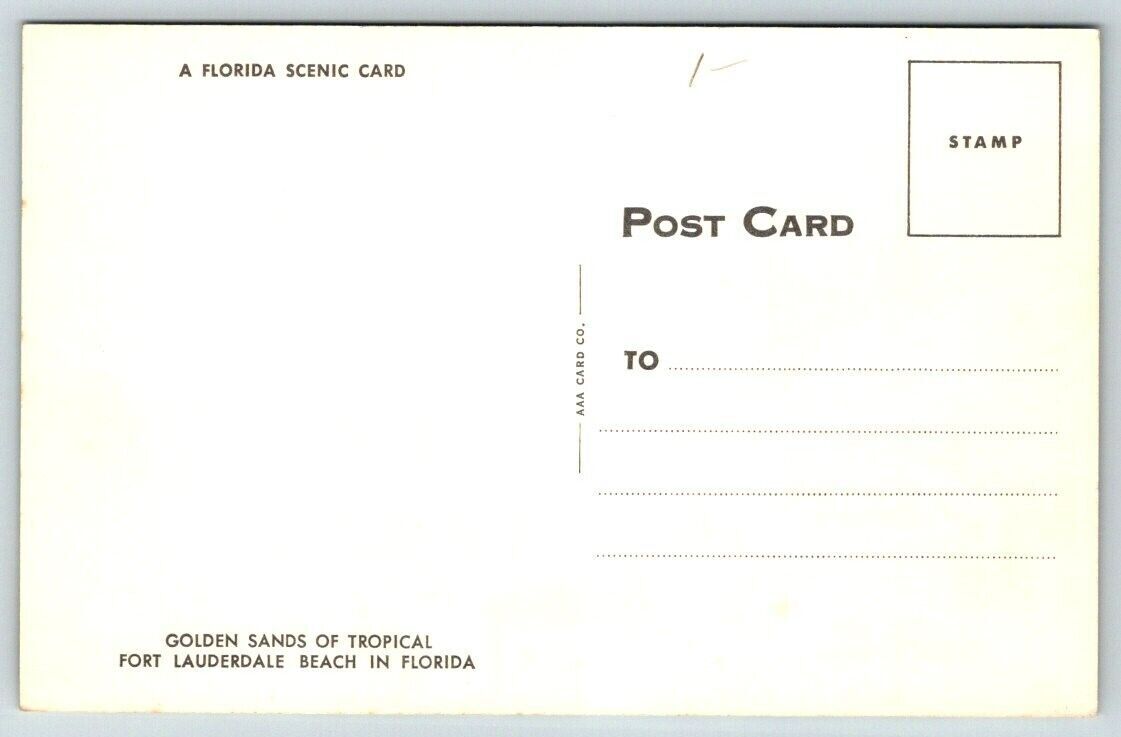 A FLORIDA SCENIC CARD
1-
STAMP
POST CARD
AAA CARD CO.
TO
GOLDEN SANDS OF TROPICAL
FORT LAUDERDALE BEACH IN FLORIDA